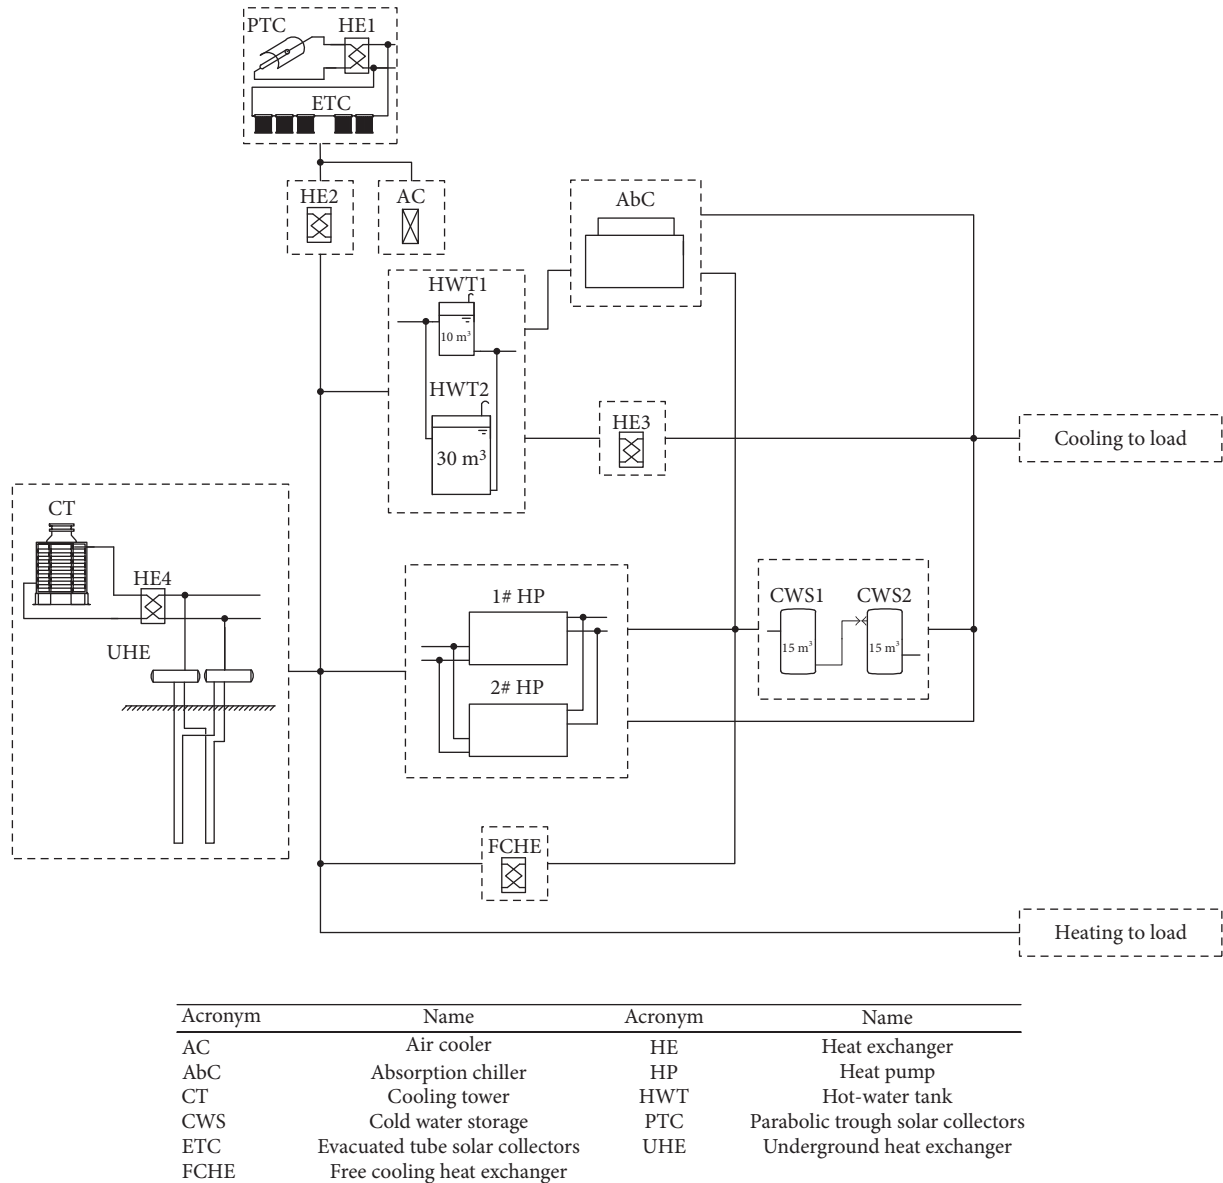 PTC HE1
ETC
HE2 AC
AbC
HWT1
10 m³
HWT2
30 m³
HE3
Cooling to load
CT
HE4
UHE
1# HP
2# HP
CWS1 CWS2
15 m³ 15 m³
FCHE
Heating to load
Acronym Name Acronym Name
AC Air cooler HE Heat exchanger
AbC Absorption chiller HP Heat pump
CT Cooling tower HWT Hot-water tank
CWS Cold water storage PTC Parabolic trough solar collectors
ETC Evacuated tube solar collectors UHE Underground heat exchanger
FCHE Free cooling heat exchanger